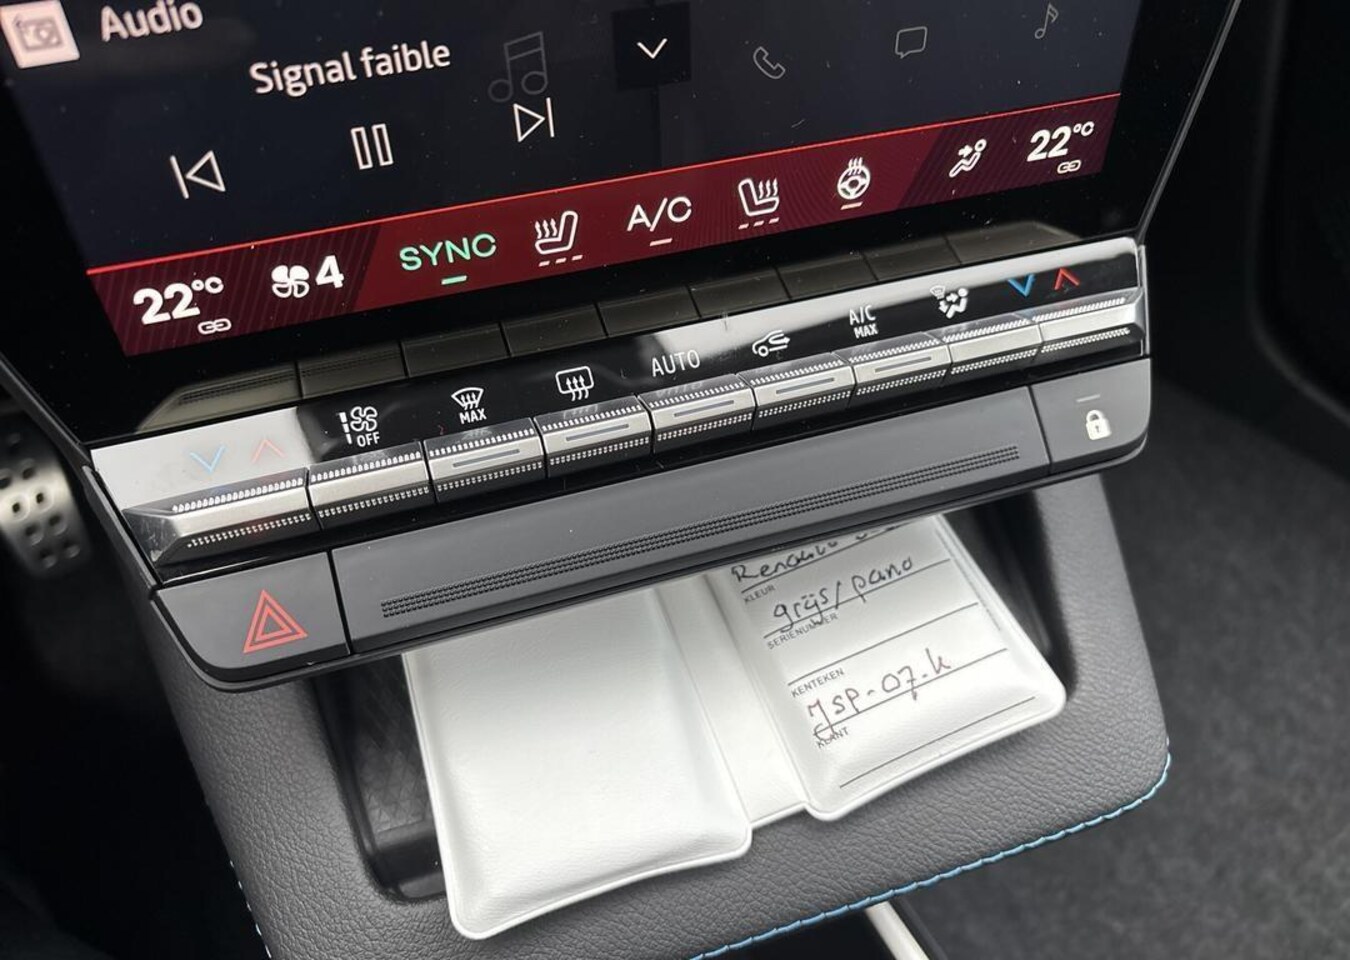 Audio
Signal faible
22°C 4 SYNC A/C 22°C
OFF MAX AUTO A/C MAX
KLEUR
grijs/pano
SERIENUMMER
KENTEKEN
KLANT